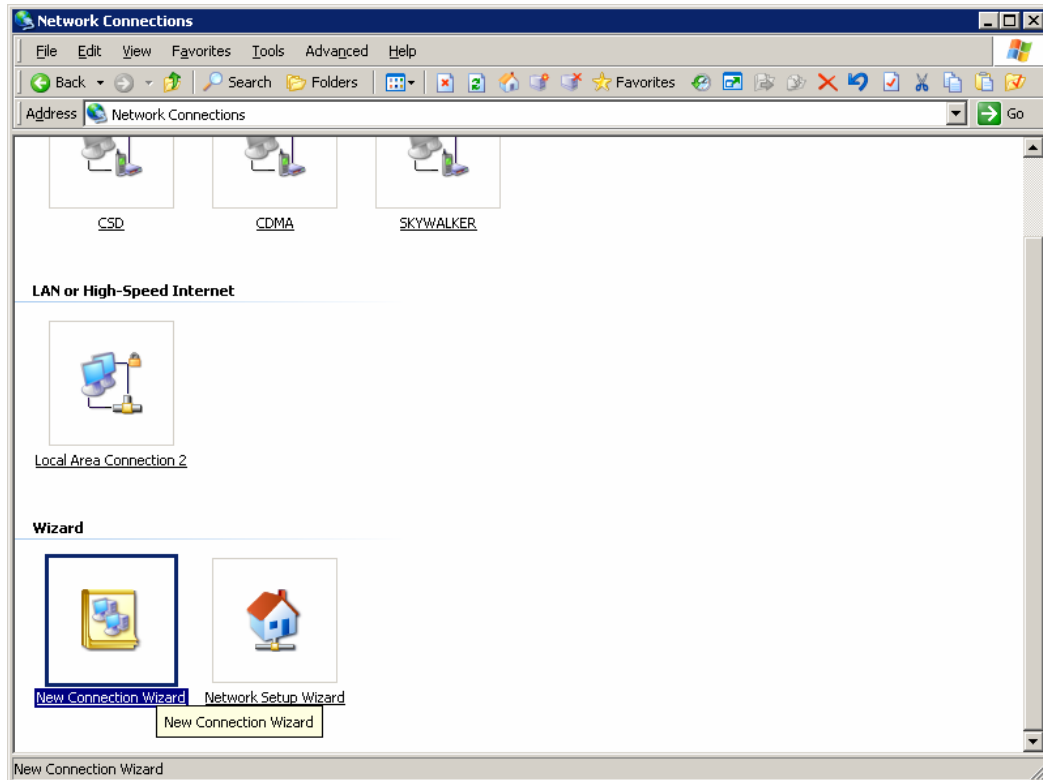 Network Connections
File Edit View Favorites Tools Advanced Help
Back Search Folders Favorites
Address Network Connections Go
CSD CDMA SKYWALKER
LAN or High-Speed Internet
Local Area Connection 2
Wizard
New Connection Wizard Network Setup Wizard
New Connection Wizard
New Connection Wizard